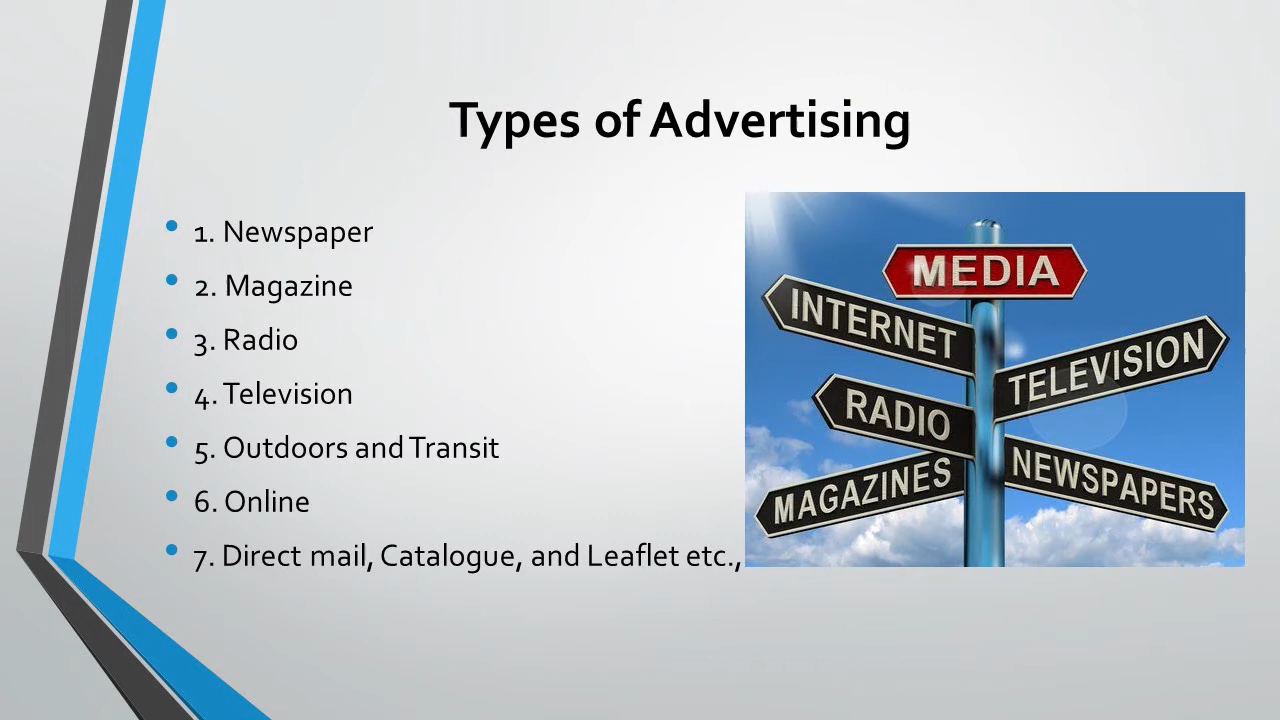 Types of Advertising
1. Newspaper
2. Magazine
3. Radio
4. Television
5. Outdoors and Transit
6. Online
7. Direct mail, Catalogue, and Leaflet etc.,
MEDIA
INTERNET
TELEVISION
RADIO
NEWSPAPERS
MAGAZINES